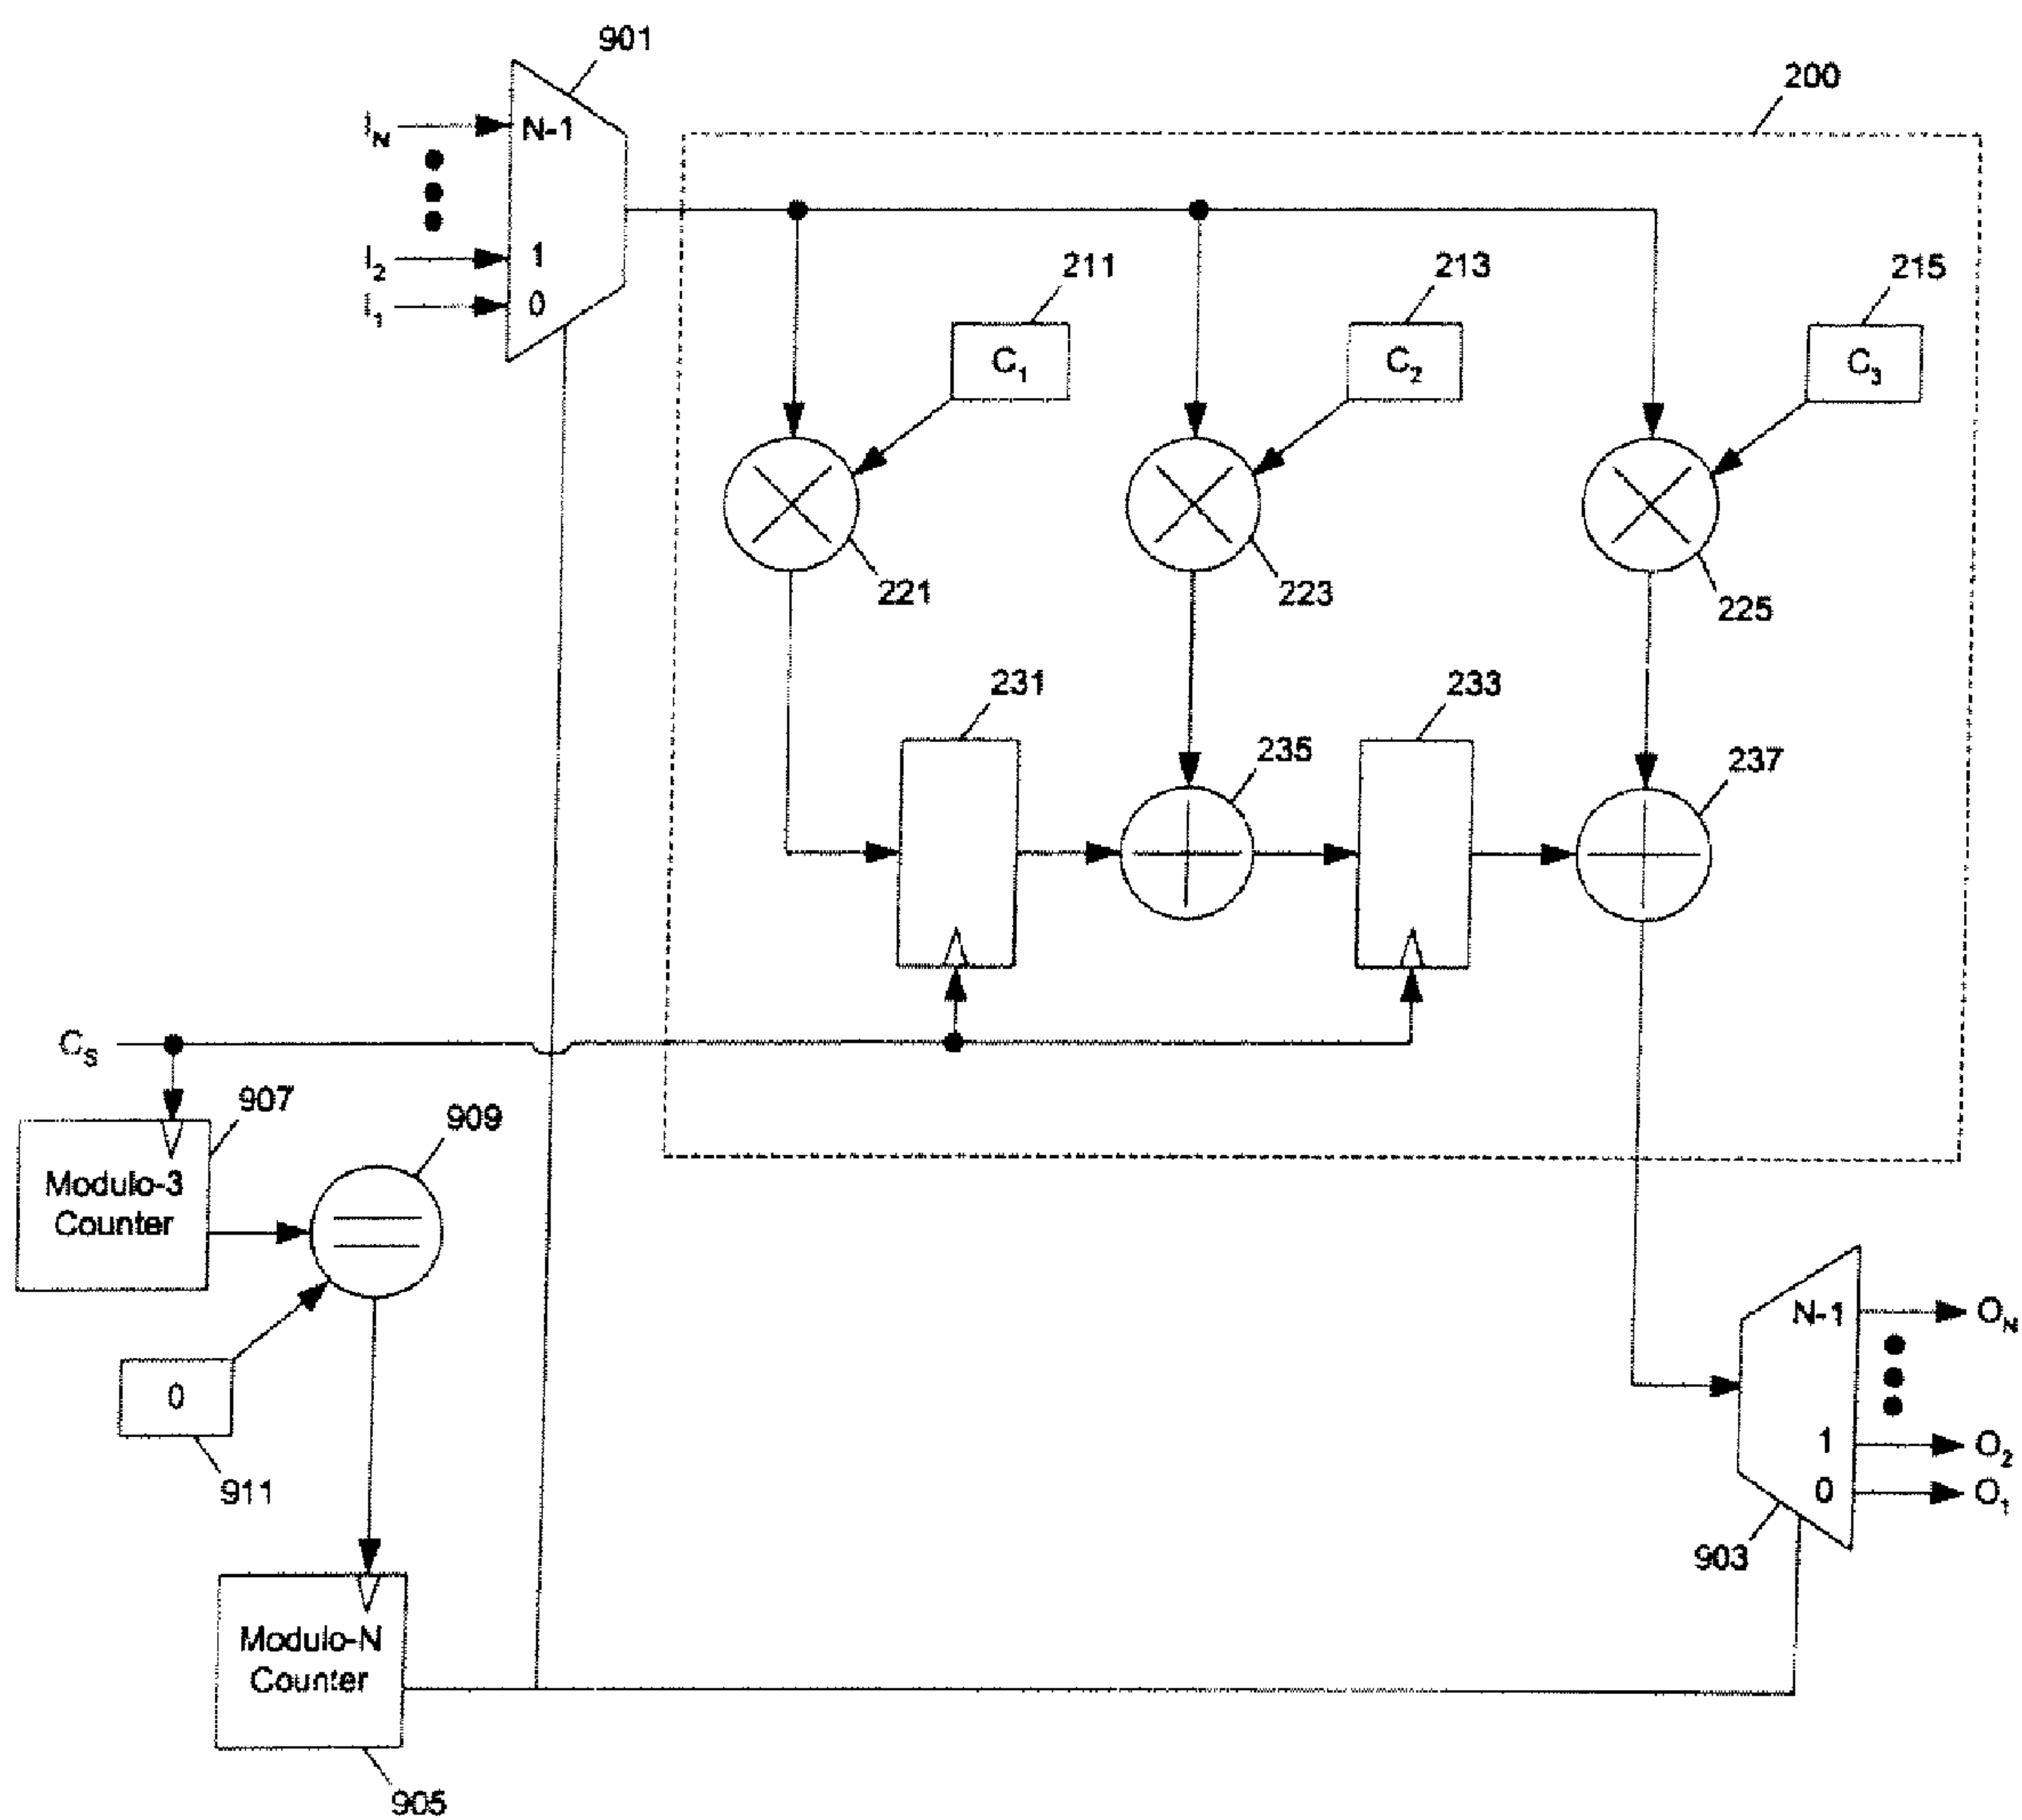 901
200
I_N
N-1
I_2
1
I_1
0
211
213
215
C_1
C_2
C_3
221
223
225
231
233
235
237
C_S
907
909
Modulo-3
Counter
0
911
N-1
O_N
1
O_2
0
O_1
903
Modulo-N
Counter
905